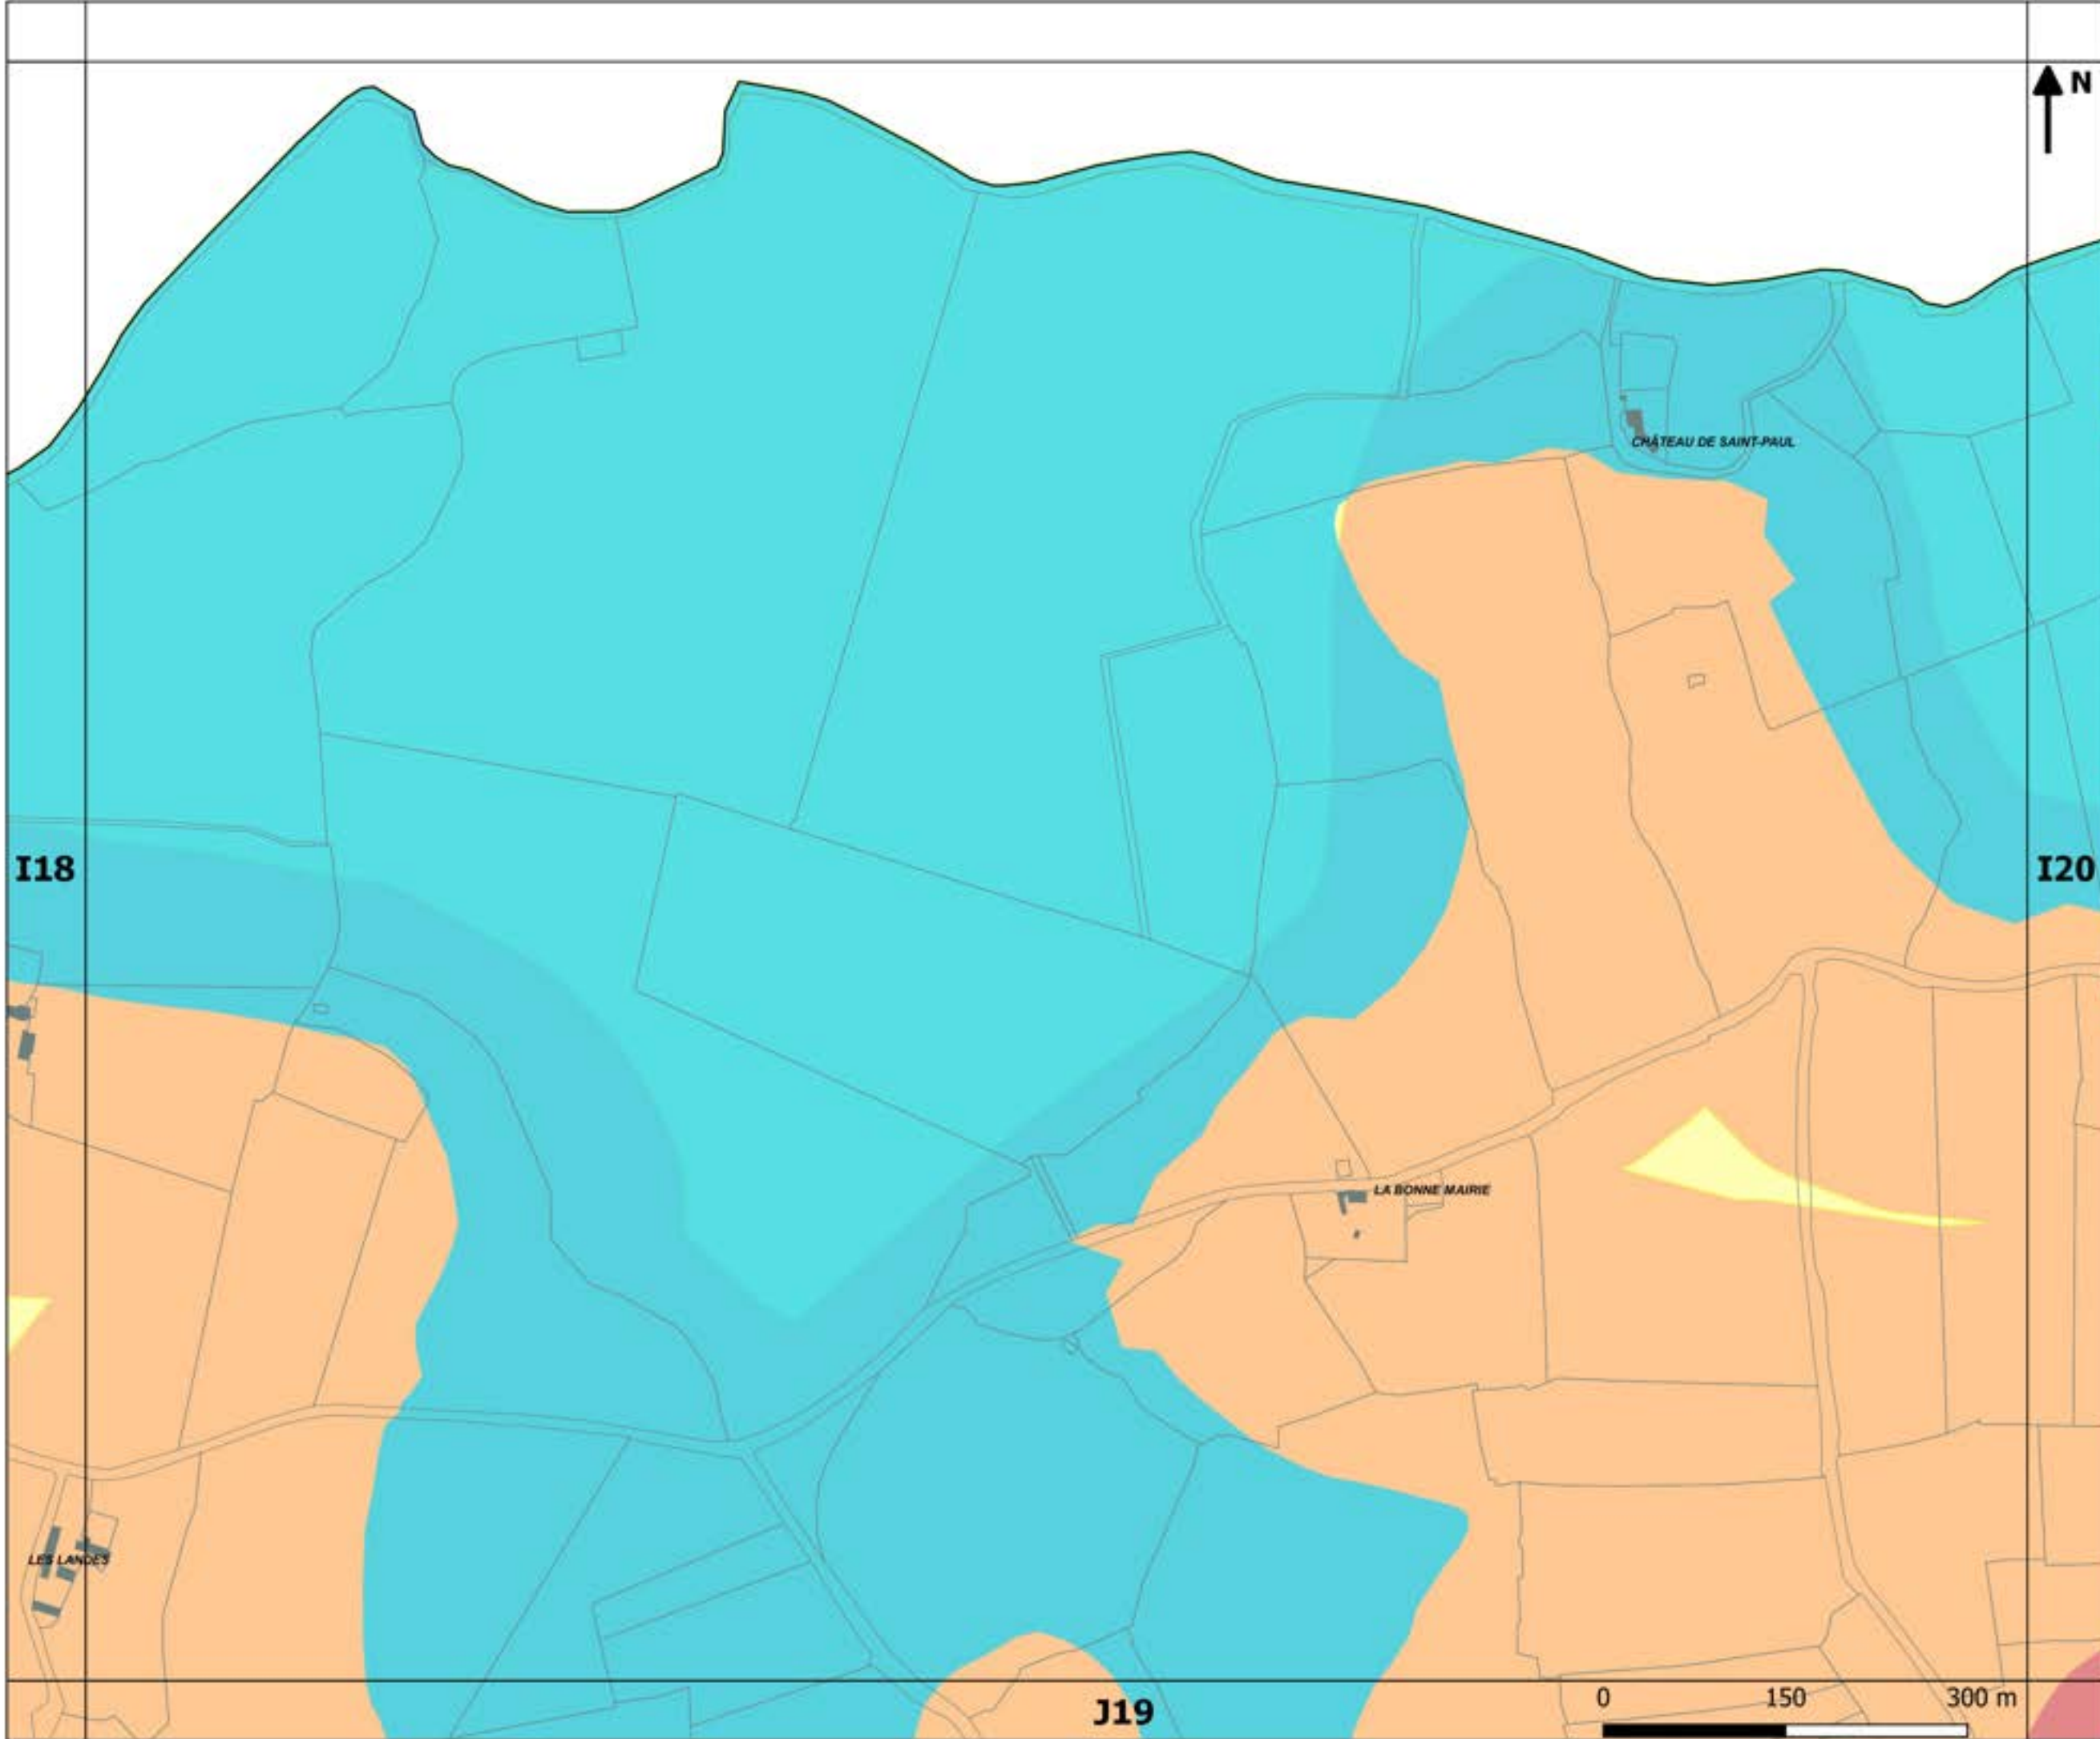 N
CHÂTEAU DE SAINT-PAUL
I18
I20
LA BONNE MAIRIE
LES LANDES
J19
0 150 300 m